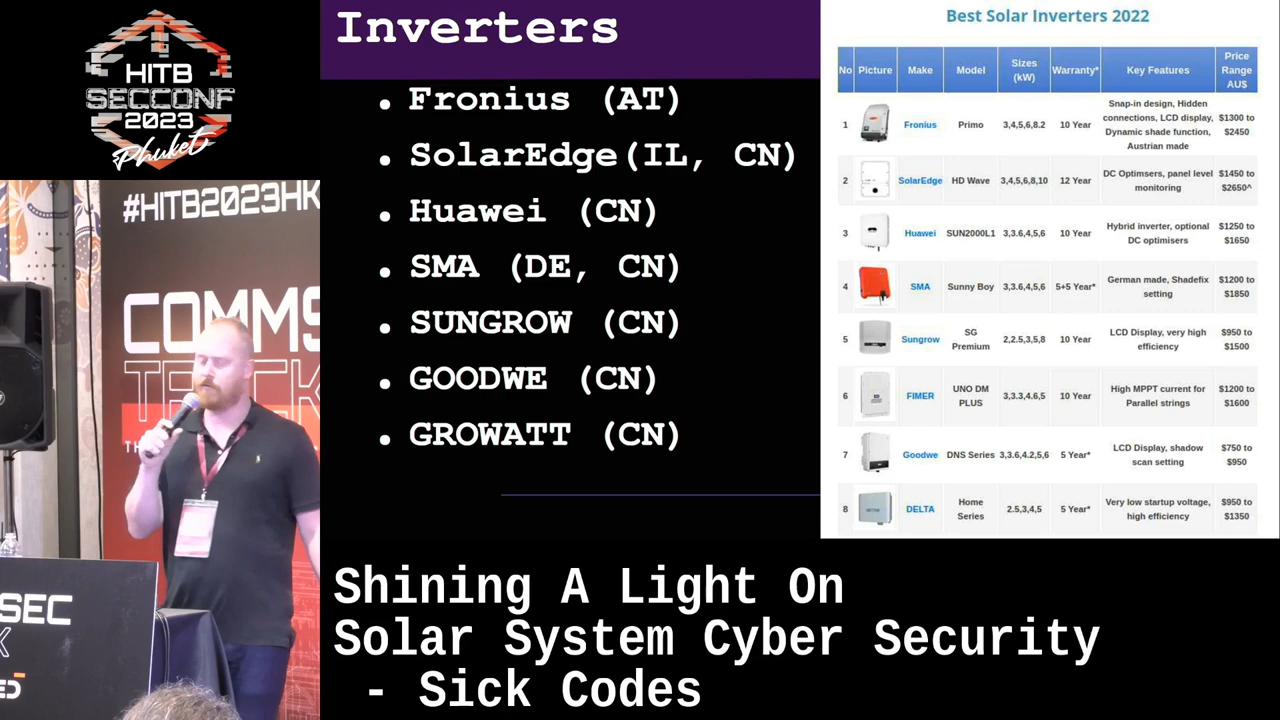 HITB
SECCONF
2023
Phuket
#HITB2023HK
COMMS
TRACK
SEC
Inverters
• Fronius (AT)
• SolarEdge(IL, CN)
• Huawei (CN)
• SMA (DE, CN)
• SUNGROW (CN)
• GOODWE (CN)
• GROWATT (CN)
Best Solar Inverters 2022
No Picture Make Model Sizes (kW) Warranty* Key Features Price Range AU$
1 Fronius Primo 3,4,5,6,8.2 10 Year Snap-in design, Hidden connections, LCD display, Dynamic shade function, Austrian made $1300 to $2450
2 SolarEdge HD Wave 3,4,5,6,8,10 12 Year DC Optimsers, panel level monitoring $1450 to $2650^
3 Huawei SUN2000L1 3,3.6,4,5,6 10 Year Hybrid inverter, optional DC optimisers $1250 to $1650
4 SMA Sunny Boy 3,3.6,4,5,6 5+5 Year* German made, Shadefix setting $1200 to $1850
5 Sungrow SG Premium 2,2.5,3,5,8 10 Year LCD Display, very high efficiency $950 to $1500
6 FIMER UNO DM PLUS 3,3.3,4.6,5 10 Year High MPPT current for Parallel strings $1200 to $1600
7 Goodwe DNS Series 3,3.6,4.2,5,6 5 Year* LCD Display, shadow scan setting $750 to $950
8 DELTA Home Series 2.5,3,4,5 5 Year* Very low startup voltage, high efficiency $950 to $1350
Shining A Light On
Solar System Cyber Security
- Sick Codes